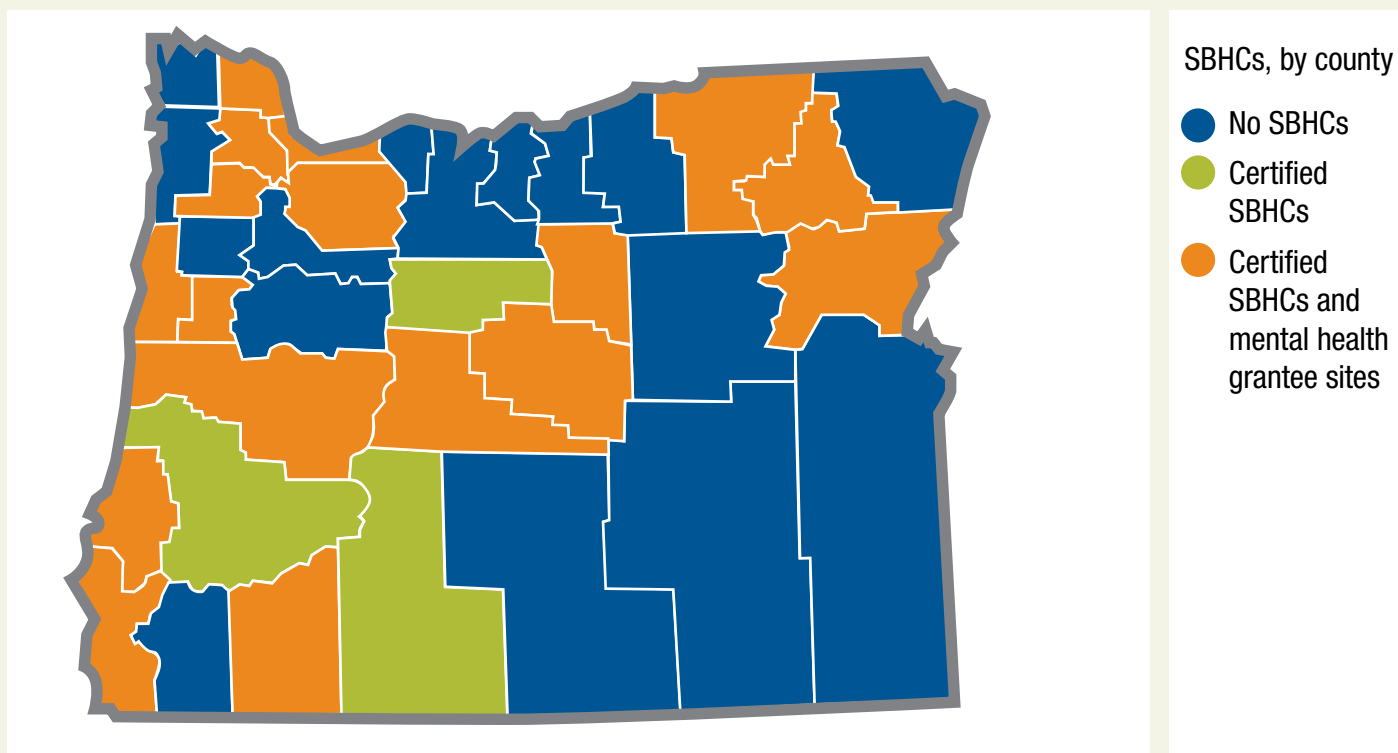 SBHCs, by county
No SBHCs
Certified
SBHCs
Certified
SBHCs and
mental health
grantee sites